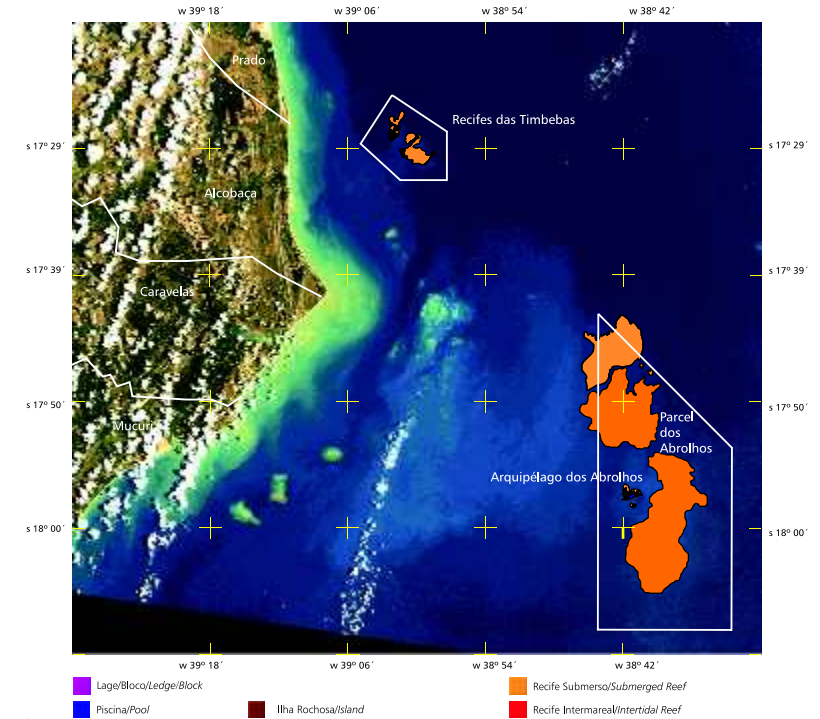 w 39º 18´ w 39º 06´ w 38º 54´ w 38º 42´
Prado
Recifes das Timbebas
s 17º 29´ s 17º 29´
Alcobaça
s 17º 39´ s 17º 39´
Caravelas
s 17º 50´ s 17º 50´
Parcel
dos
Abrolhos
Mucuri
Arquipélago dos Abrolhos
s 18º 00´ s 18º 00´
w 39º 18´ w 39º 06´ w 38º 54´ w 38º 42´
Lage/Bloco/Ledge/Block
Recife Submerso/Submerged Reef
Piscina/Pool
Ilha Rochosa/Island
Recife Intermareal/Intertidal Reef